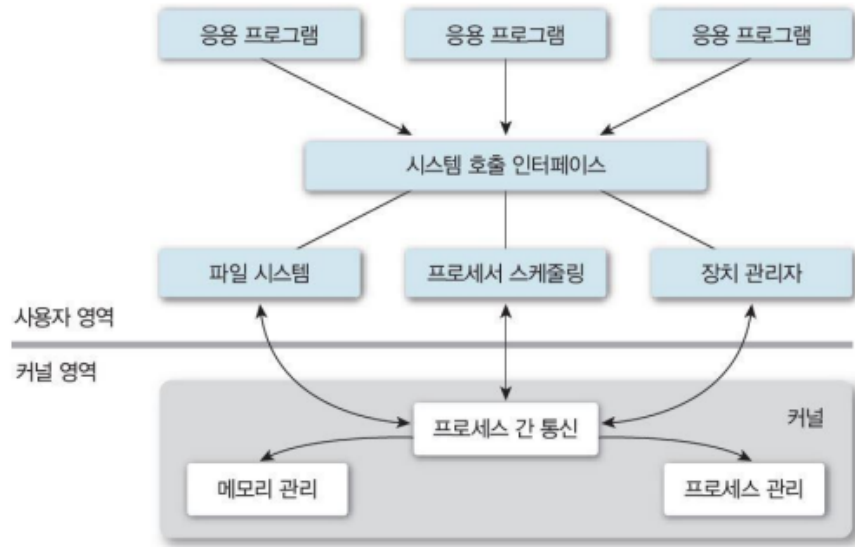 응용 프로그램
응용 프로그램
응용 프로그램
시스템 호출 인터페이스
파일 시스템
프로세서 스케줄링
장치 관리자
사용자 영역
커널 영역
프로세스 간 통신
커널
메모리 관리
프로세스 관리